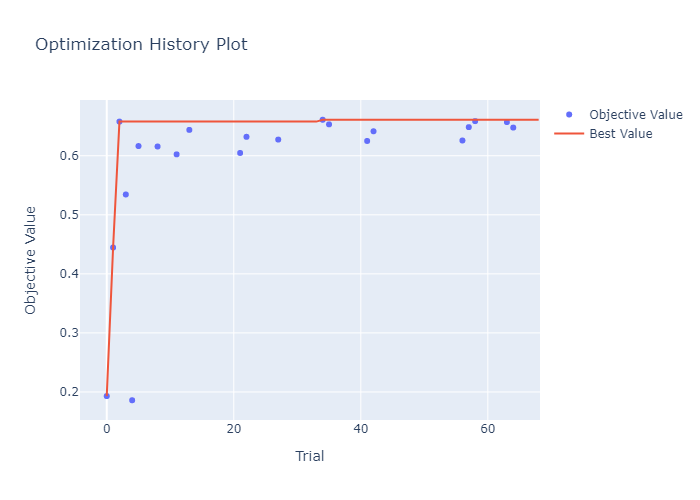 Optimization History Plot
Objective Value
Best Value
0.6
0.5
0.4
0.3
0.2
Objective Value
0 20 40 60
Trial